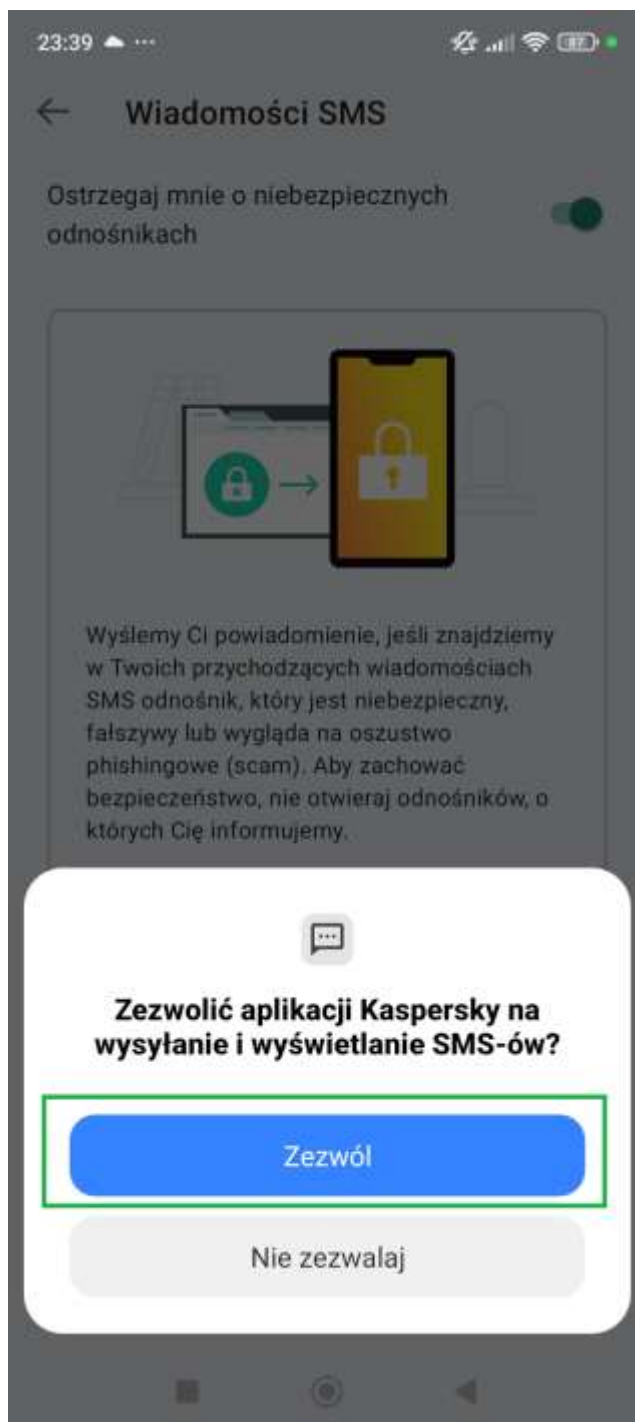 23:39 ...
87
Wiadomości SMS
Ostrzegaj mnie o niebezpiecznych
odnośnikach
Wyślemy Ci powiadomienie, jeśli znajdziemy
w Twoich przychodzących wiadomościach
SMS odnośnik, który jest niebezpieczny,
fałszywy lub wygląda na oszustwo
phishingowe (scam). Aby zachować
bezpieczeństwo, nie otwieraj odnośników, o
których Cię informujemy.
Zezwolić aplikacji Kaspersky na
wysyłanie i wyświetlanie SMS-ów?
Zezwól
Nie zezwalaj